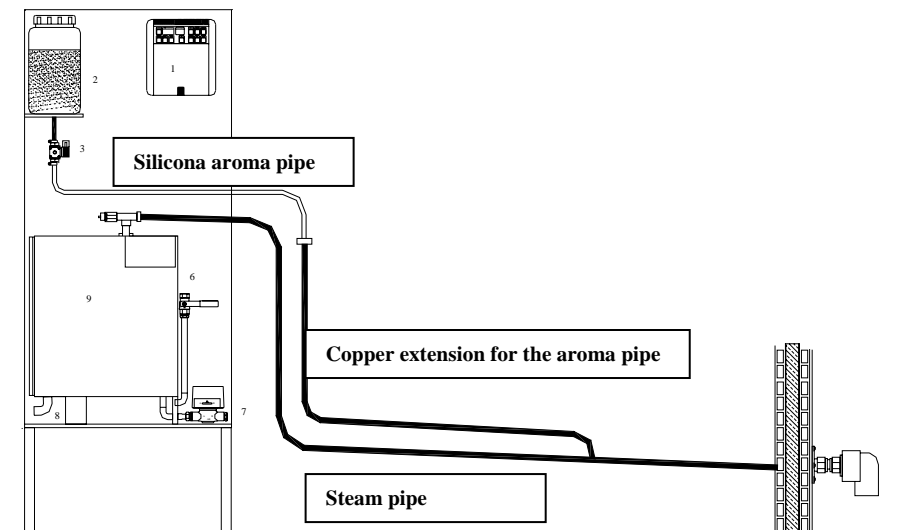 1
2
3
Silicona aroma pipe
6
9
Copper extension for the aroma pipe
8
7
Steam pipe